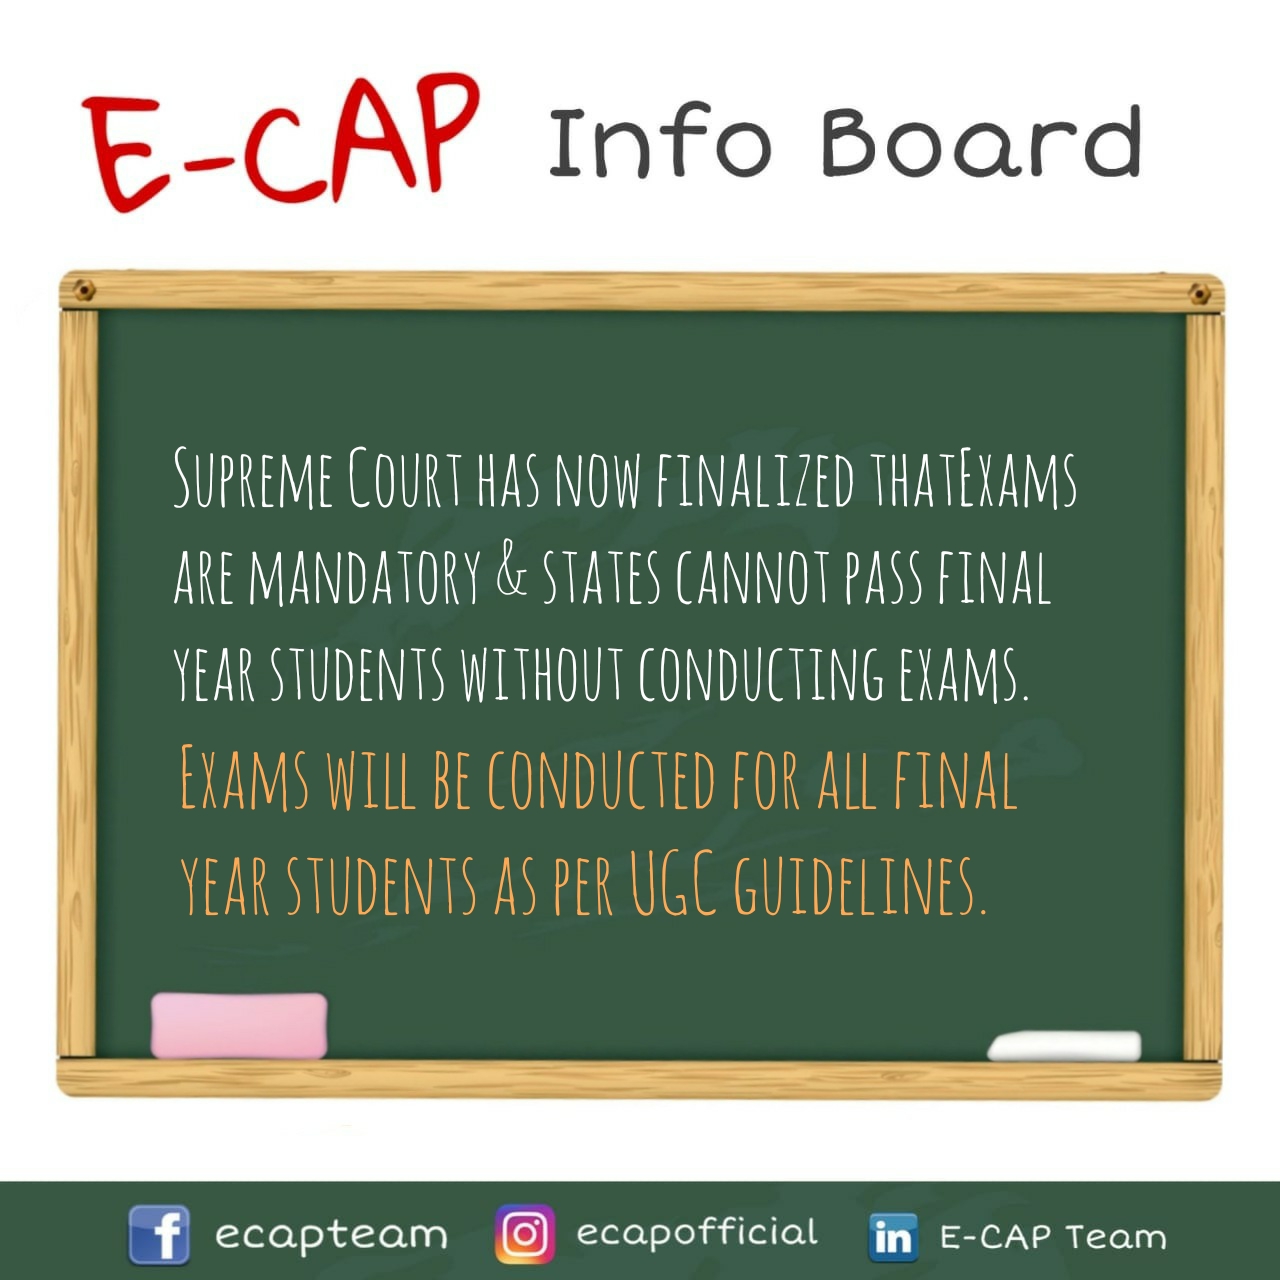 E-CAP Info Board
Supreme Court has now finalized thatExams
are mandatory & states cannot pass final
year students without conducting exams.
Exams will be conducted for all final
year students as per UGC guidelines.
ecapteam ecapofficial E-CAP Team